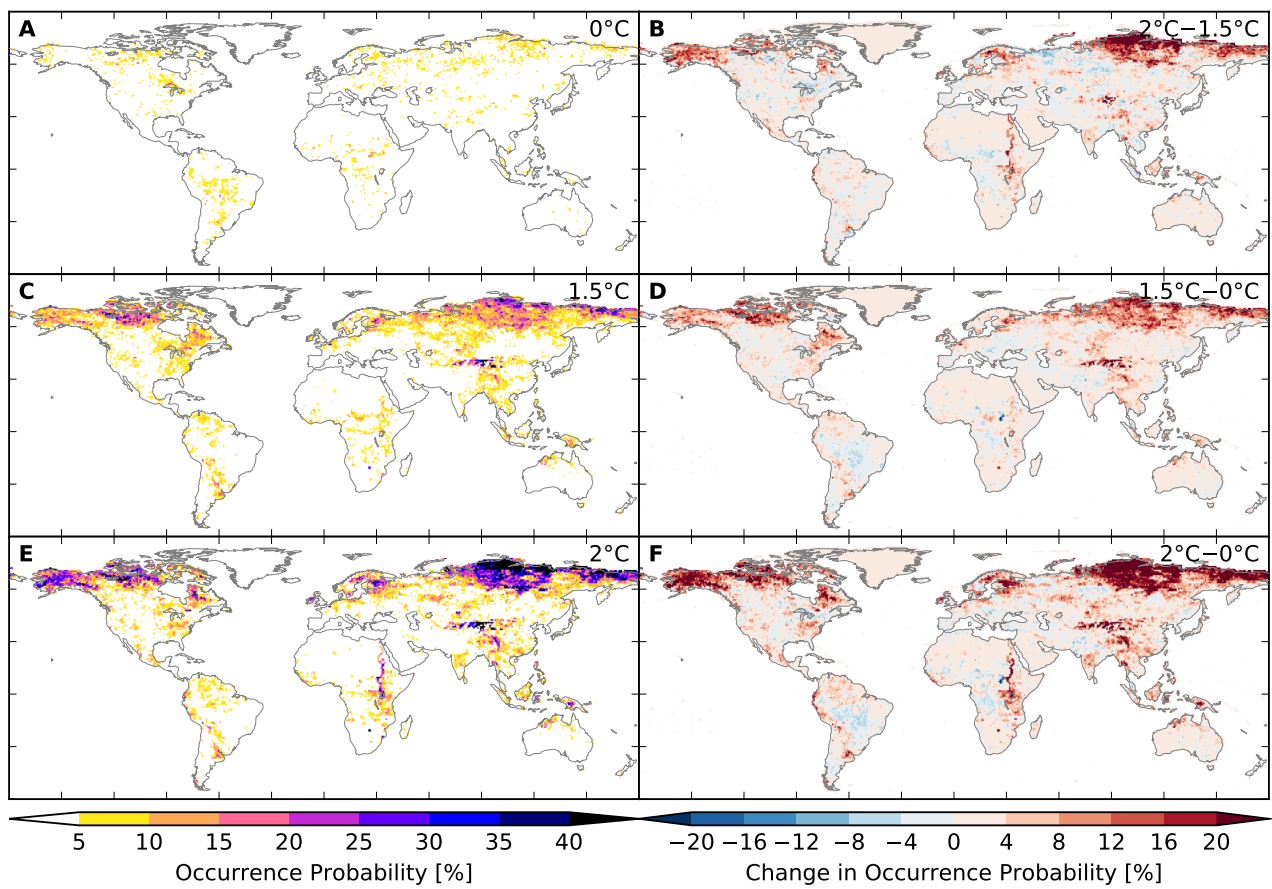 A 0°C
B 2°C−1.5°C
C 1.5°C
D 1.5°C−0°C
E 2°C
F 2°C−0°C
5 10 15 20 25 30 35 40
Occurrence Probability [%]
−20 −16 −12 −8 −4 0 4 8 12 16 20
Change in Occurrence Probability [%]